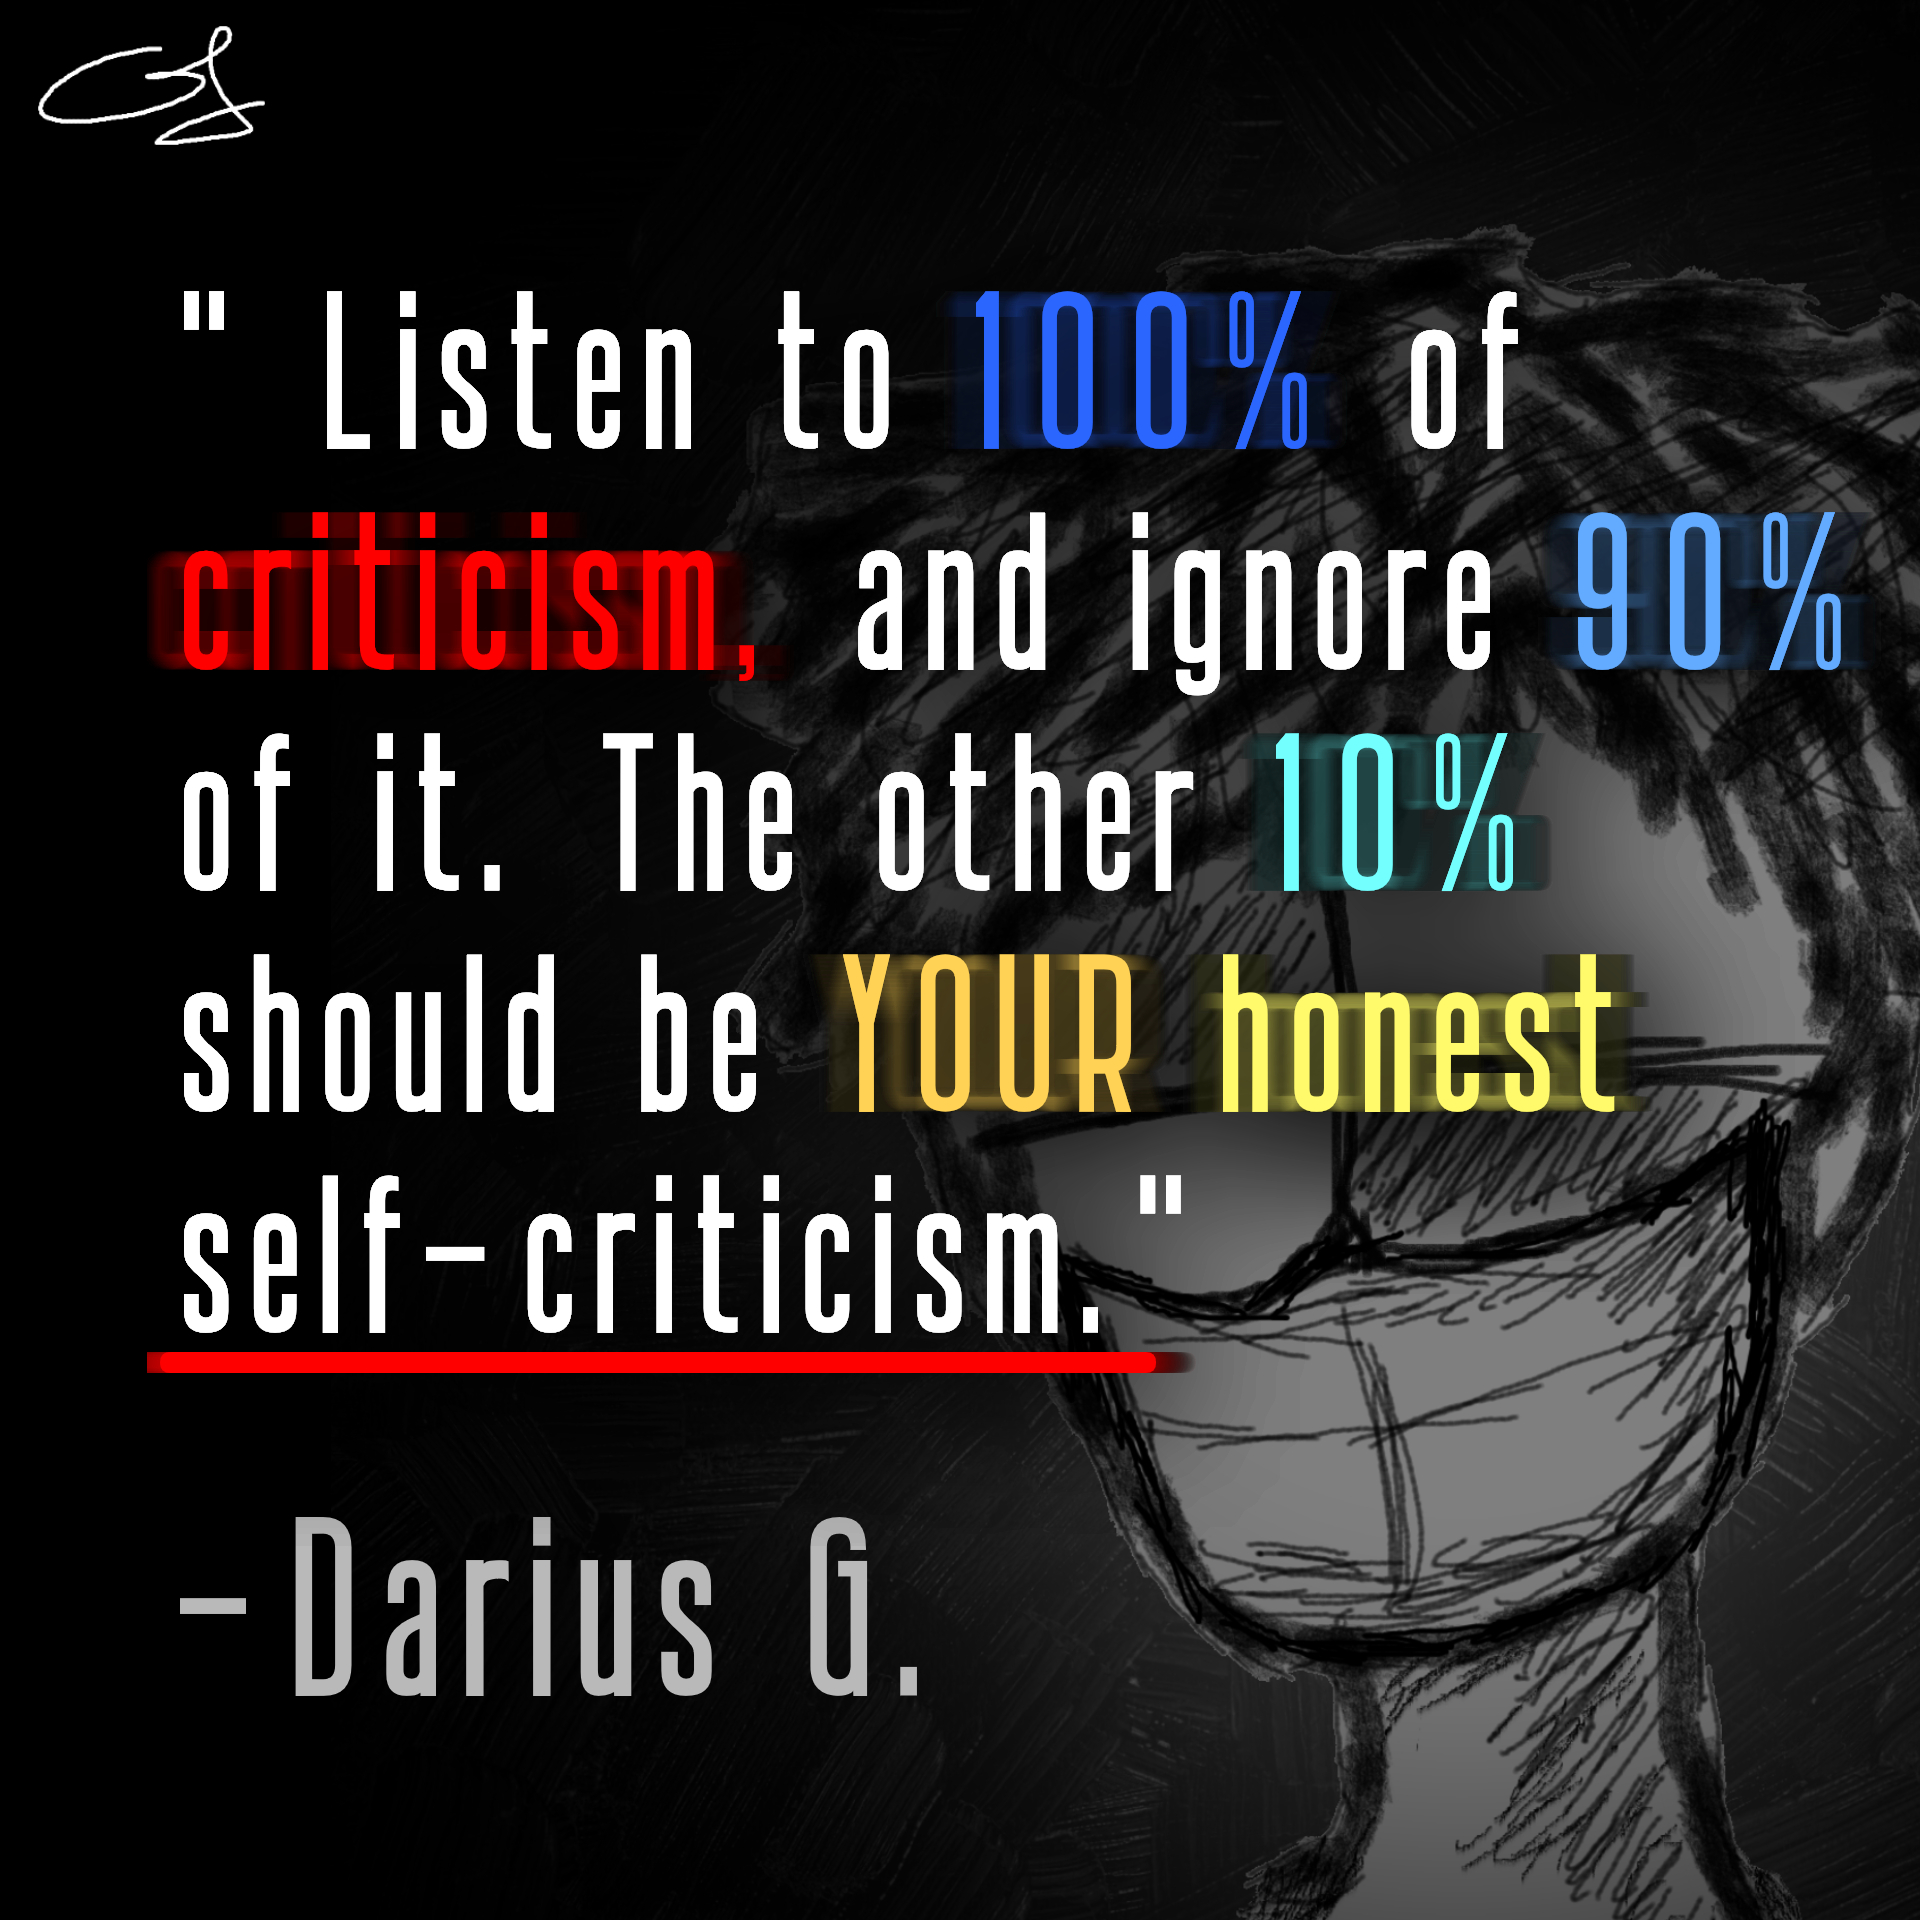 " Listen to 100% of
criticism, and ignore 90%
of it. The other 10%
should be YOUR honest
self-criticism."
-Darius G.